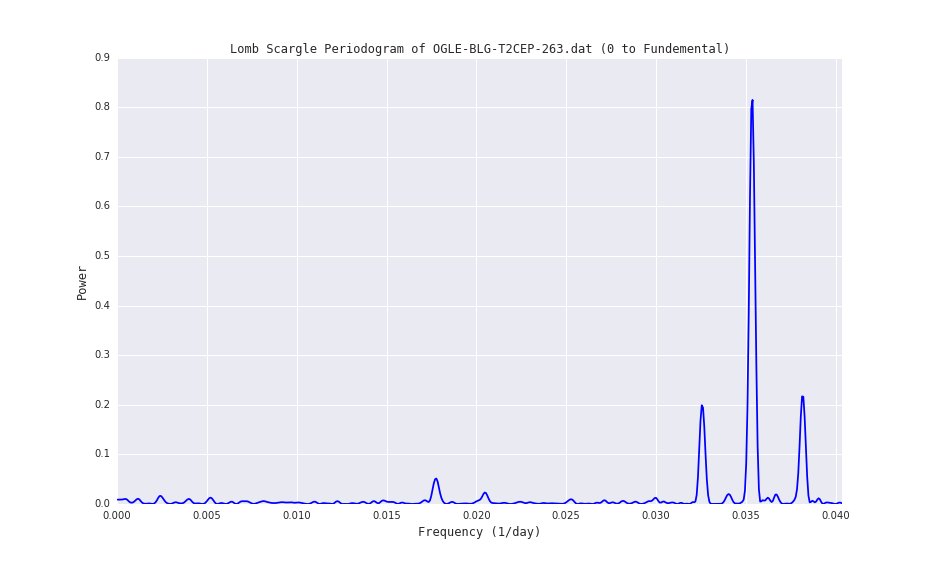 Lomb Scargle Periodogram of OGLE-BLG-T2CEP-263.dat (0 to Fundemental)
0.9
0.8
0.7
0.6
0.5
0.4
0.3
0.2
0.1
0.0
Power
0.000 0.005 0.010 0.015 0.020 0.025 0.030 0.035 0.040
Frequency (1/day)